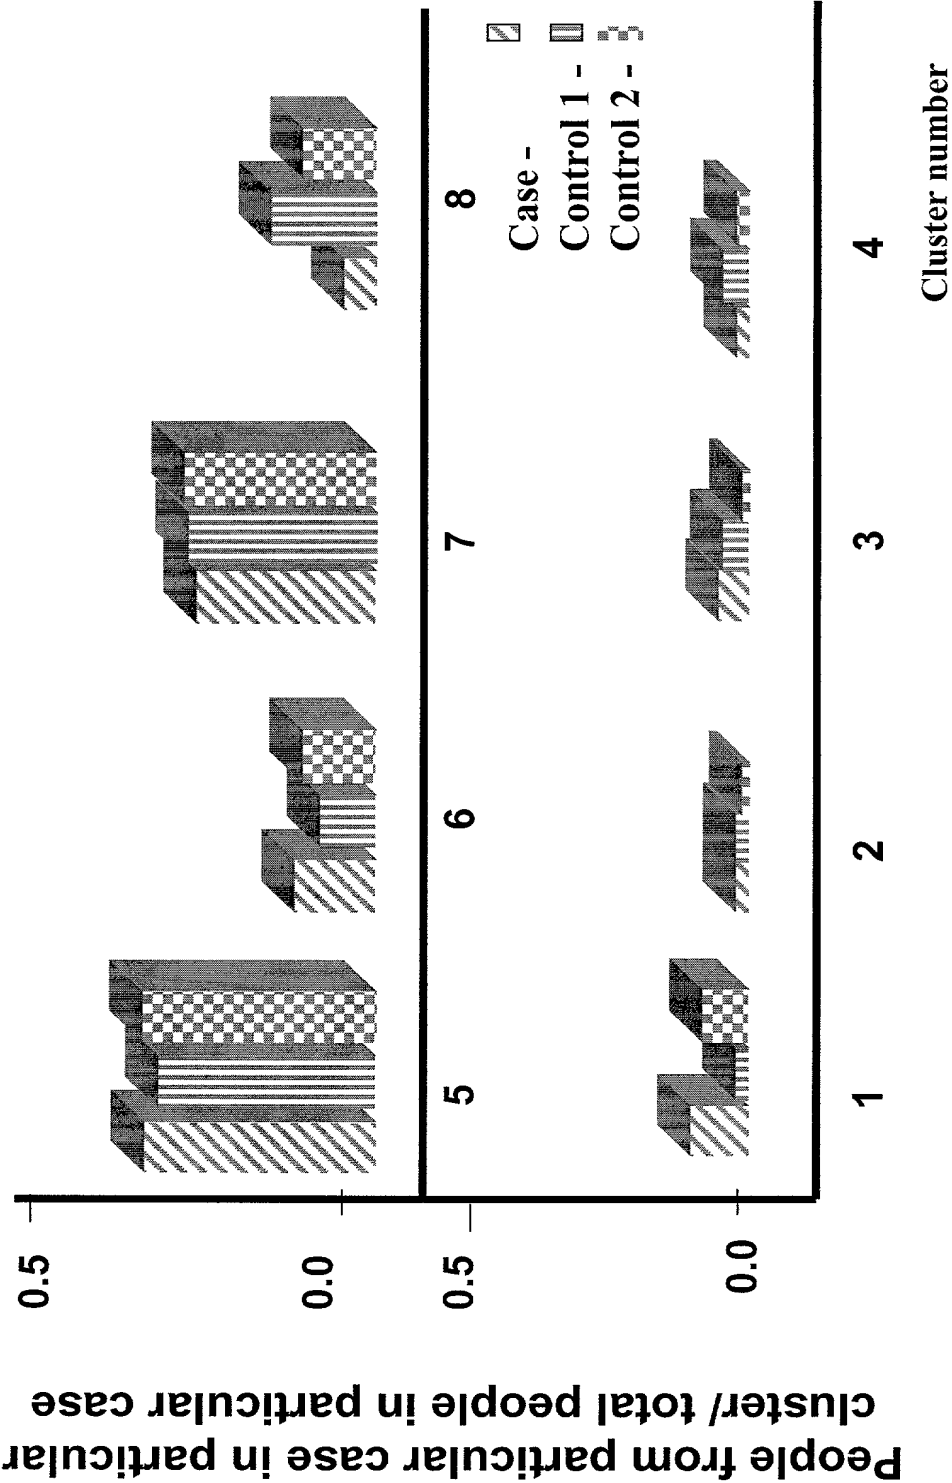 People from particular case in particular
cluster/ total people in particular case
0.5
0.0
5
6
7
8
Case -
Control 1 -
Control 2 -
0.5
0.0
1
2
3
4
Cluster number